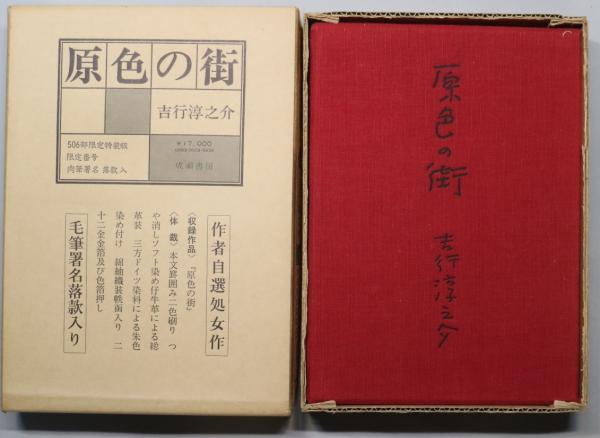 原色の街
吉行淳之介
506部限定特装版
限定番号
肉筆署名 落款入
¥17,000
成瀬書房
作者自選処女作
〈収録作品〉『原色の街』
〈体 裁〉本文罫囲み二色刷り つ
や消しソフト染め仔牛革による総
革装 三方ドイツ染料による朱色
染め付け 綿紬織装帙函入り 二
十二金金箔及び色箔押し
毛筆署名落款入り
原色の街
吉行淳之介